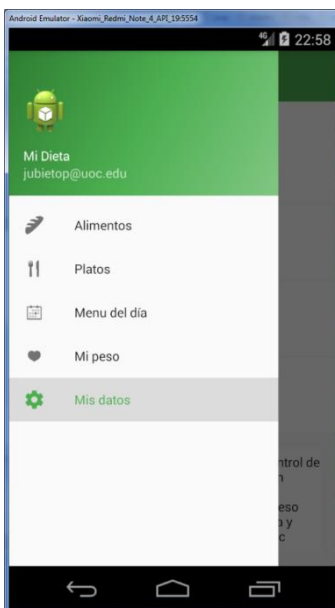 Android Emulator - Xiaomi_Redmi_Note_4_API_19:5554
4G 22:58
Mi Dieta
jubietop@uoc.edu
Alimentos
Platos
Menu del día
Mi peso
Mis datos
ntrol de
eso
y
c